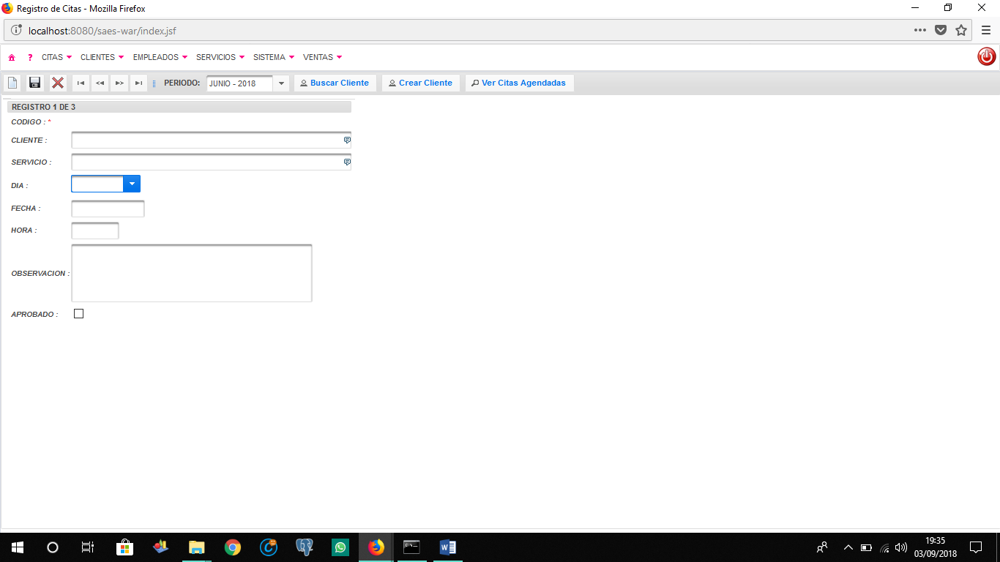 Registro de Citas - Mozilla Firefox
localhost:8080/saes-war/index.jsf
? CITAS CLIENTES EMPLEADOS SERVICIOS SISTEMA VENTAS
PERIODO: JUNIO - 2018 Buscar Cliente Crear Cliente Ver Citas Agendadas
REGISTRO 1 DE 3
CODIGO : *
CLIENTE :
SERVICIO :
DIA :
FECHA :
HORA :
OBSERVACION :
APROBADO :
19:35
03/09/2018